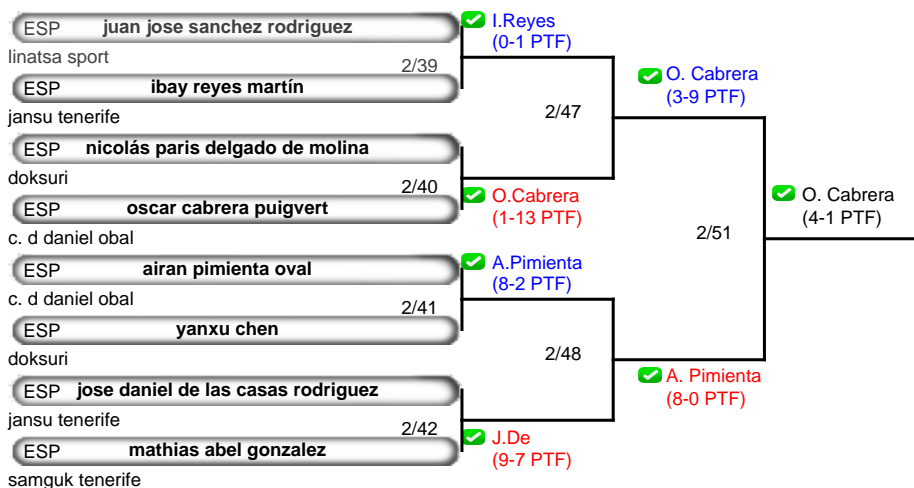 ESP juan jose sanchez rodriguez
I.Reyes
(0-1 PTF)
linatsa sport
2/39
ESP ibay reyes martín
O. Cabrera
(3-9 PTF)
jansu tenerife
2/47
ESP nicolás paris delgado de molina
doksuri
2/40
O.Cabrera
(1-13 PTF)
ESP oscar cabrera puigvert
O. Cabrera
(4-1 PTF)
c. d daniel obal
2/51
ESP airan pimienta oval
A.Pimienta
(8-2 PTF)
c. d daniel obal
2/41
ESP yanxu chen
doksuri
2/48
ESP jose daniel de las casas rodriguez
A. Pimienta
(8-0 PTF)
jansu tenerife
2/42
J.De
(9-7 PTF)
ESP mathias abel gonzalez
samguk tenerife